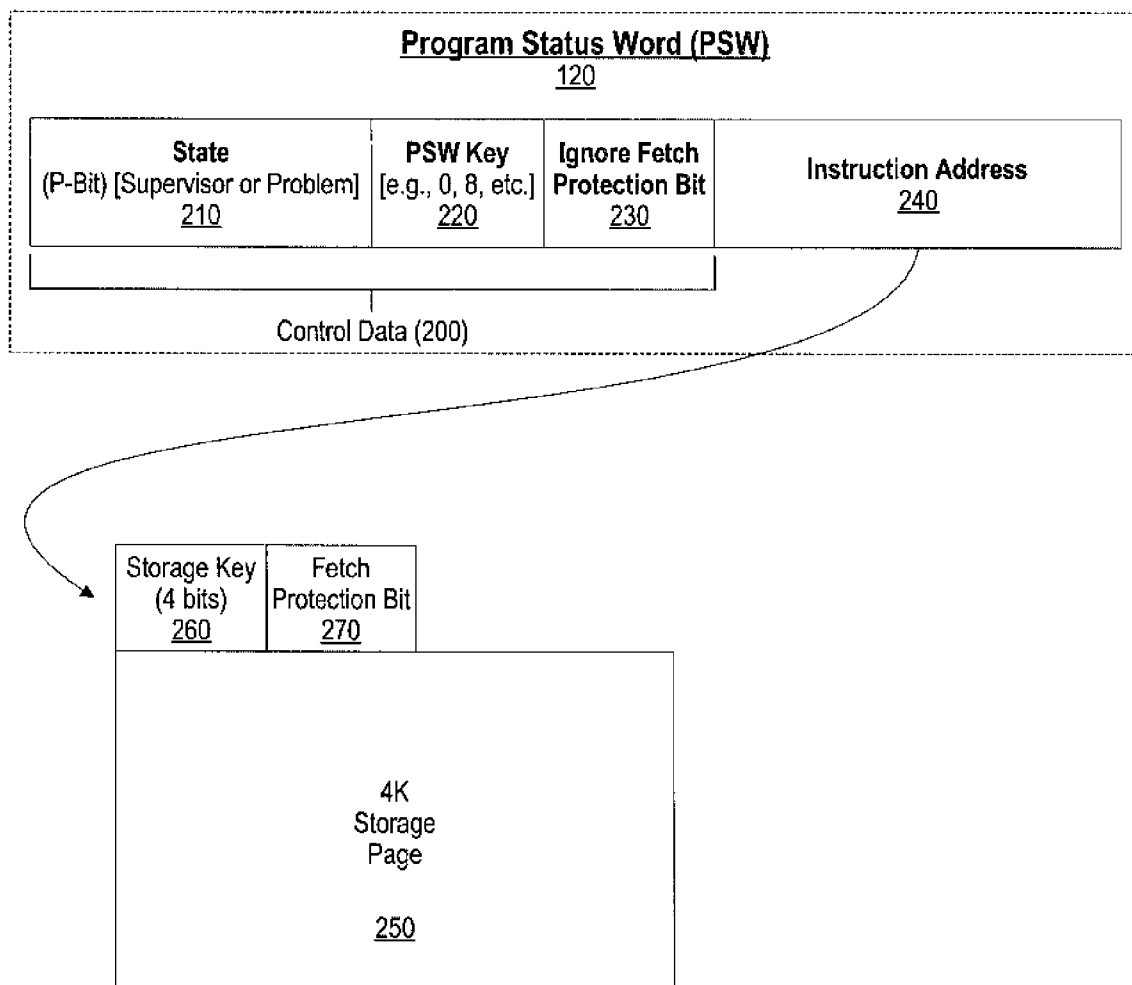 Program Status Word (PSW)
120
State
(P-Bit) [Supervisor or Problem]
210
PSW Key
[e.g., 0, 8, etc.]
220
Ignore Fetch
Protection Bit
230
Instruction Address
240
Control Data (200)
Storage Key
(4 bits)
260
Fetch
Protection Bit
270
4K
Storage
Page
250